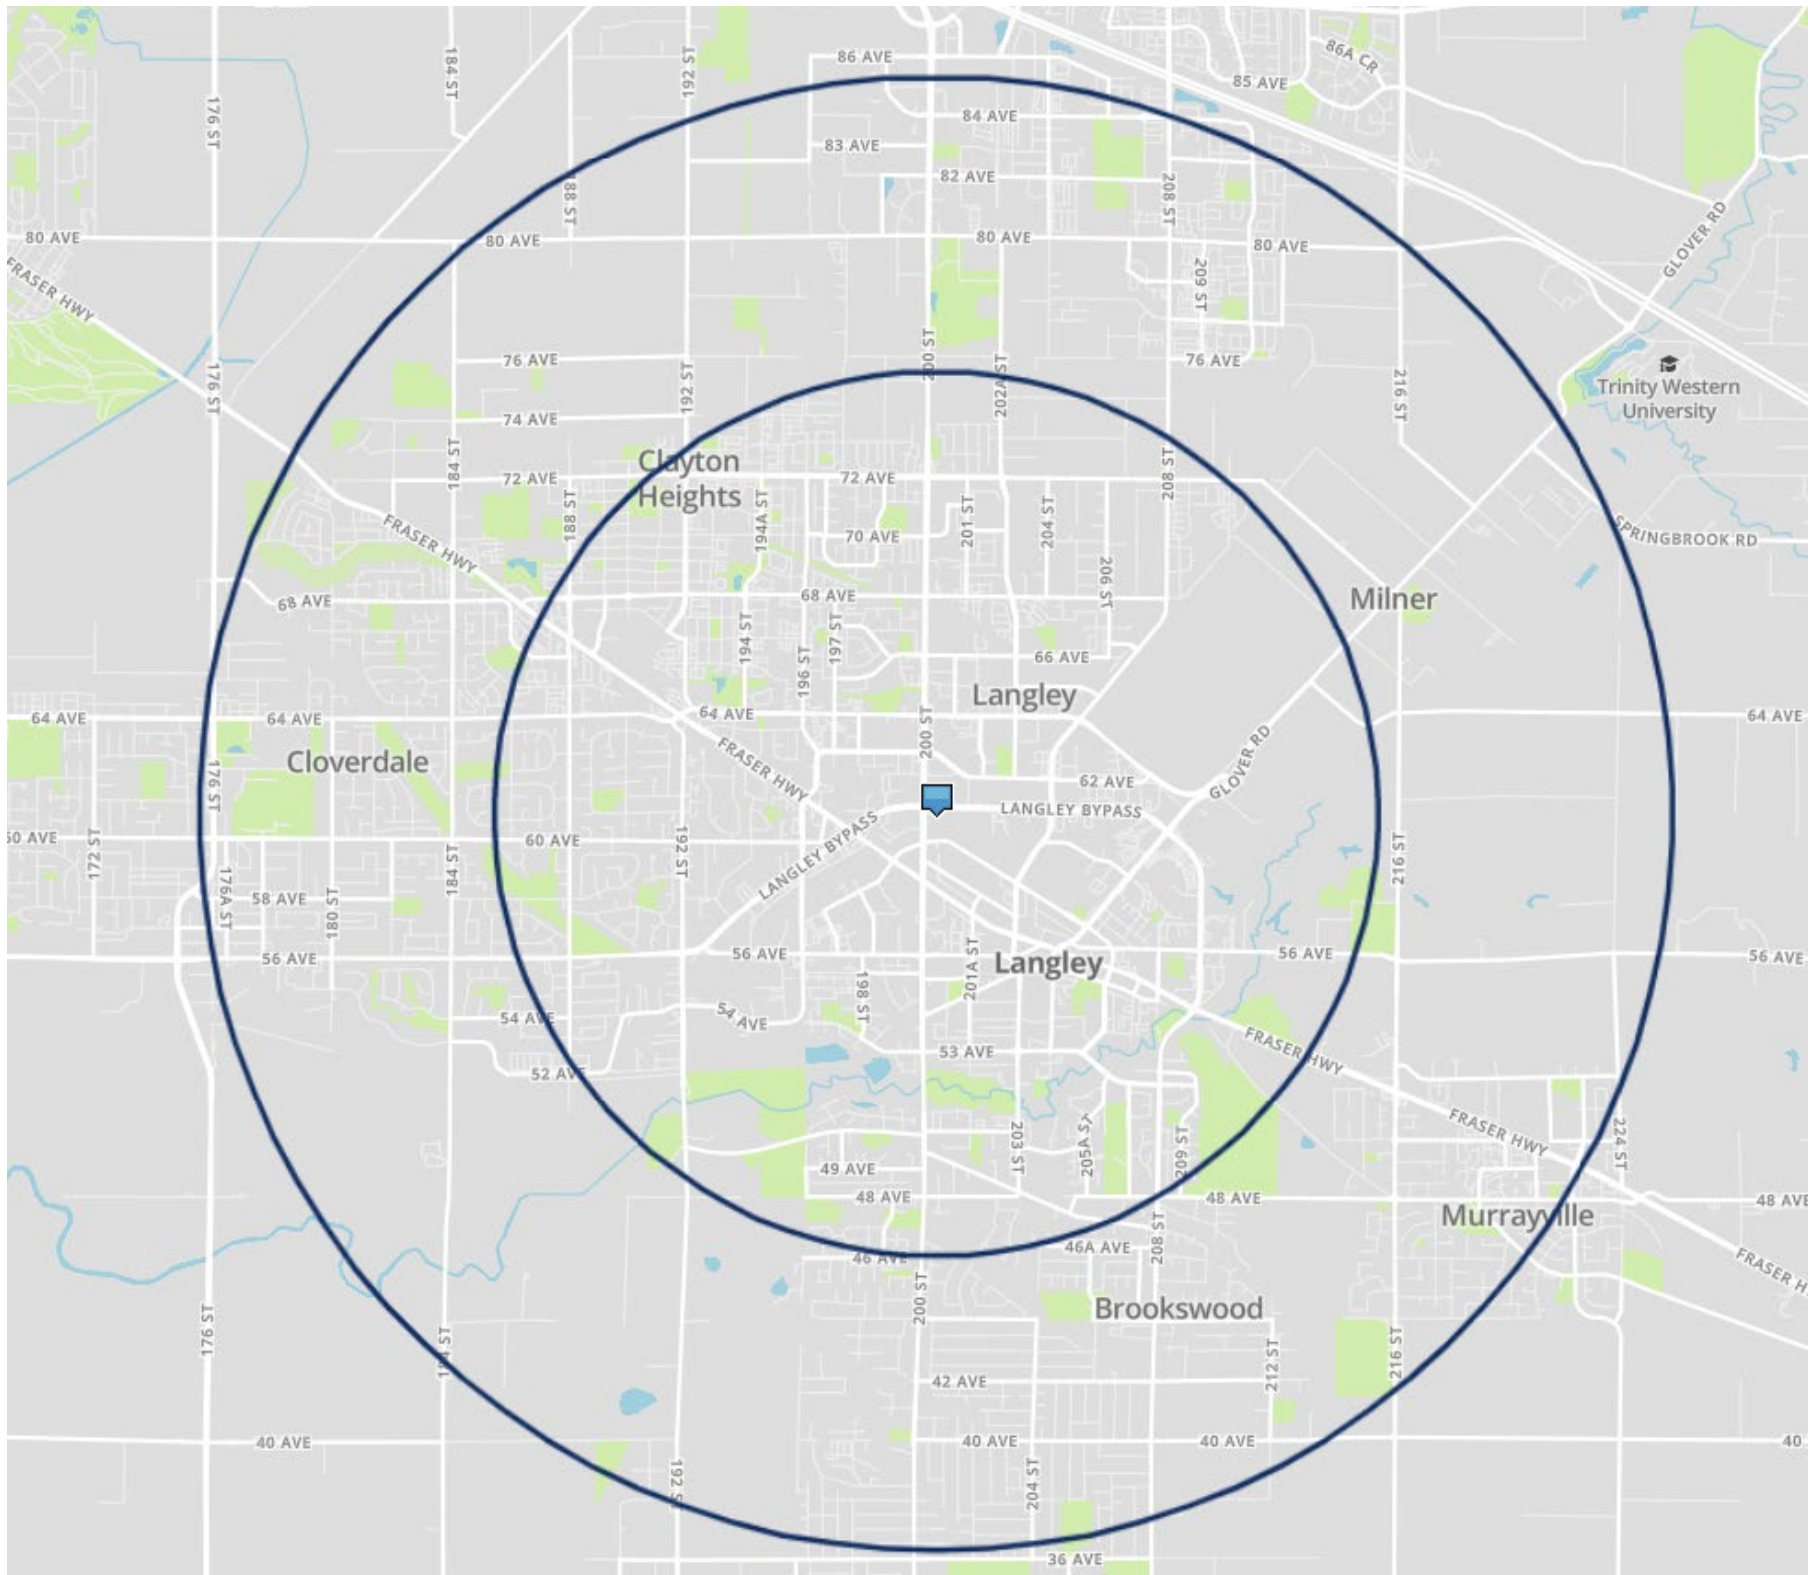 86 AVE
86A CR
85 AVE
184 ST
192 ST
176 ST
84 AVE
83 AVE
82 AVE
188 ST
208 ST
GLOVER RD
80 AVE
80 AVE
80 AVE
80 AVE
FRASER HWY
209 ST
76 AVE
200 ST
76 AVE
176 ST
192 ST
202A ST
216 ST
Trinity Western
University
74 AVE
184 ST
Clayton
Heights
72 AVE
72 AVE
208 ST
188 ST
194A ST
201 ST
204 ST
FRASER HWY
70 AVE
SPRINGBROOK RD
206 ST
68 AVE
68 AVE
Milner
194 ST
197 ST
196 ST
66 AVE
Langley
64 AVE
64 AVE
64 AVE
64 AVE
200 ST
Cloverdale
FRASER HWY
GLOVER RD
176 ST
62 AVE
LANGLEY BYPASS
LANGLEY BYPASS
60 AVE
172 ST
184 ST
192 ST
216 ST
58 AVE
176A ST
180 ST
56 AVE
56 AVE
56 AVE
56 AVE
Langley
201A ST
198 ST
54 AVE
54 AVE
53 AVE
FRASER HWY
52 AVE
FRASER HWY
203 ST
205A ST
209 ST
224 ST
49 AVE
48 AVE
48 AVE
48 AVE
Murrayville
208 ST
46A AVE
46 AVE
FRASER H
200 ST
Brookswood
176 ST
184 ST
212 ST
216 ST
42 AVE
40 AVE
40 AVE
40 AVE
40
192 ST
204 ST
36 AVE